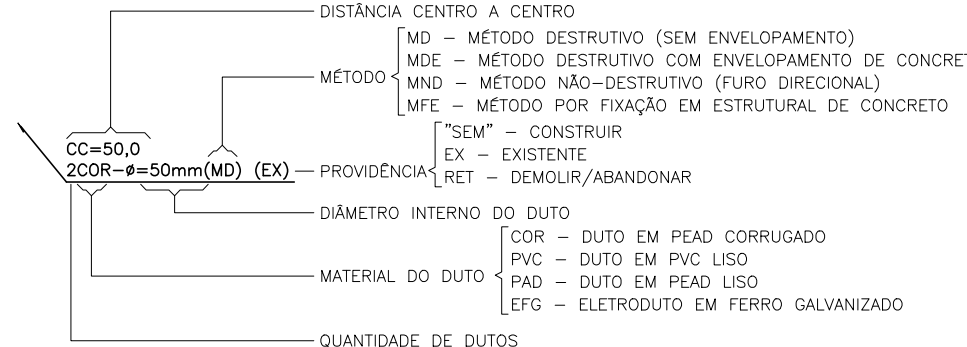 DISTÂNCIA CENTRO A CENTRO
MD – MÉTODO DESTRUTIVO (SEM ENVELOPAMENTO)
MDE – MÉTODO DESTRUTIVO COM ENVELOPAMENTO DE CONCRET
MÉTODO
MND – MÉTODO NÃO-DESTRUTIVO (FURO DIRECIONAL)
MFE – MÉTODO POR FIXAÇÃO EM ESTRUTURAL DE CONCRETO
CC=50,0
2COR-ø=50mm(MD) (EX)
"SEM" – CONSTRUIR
EX – EXISTENTE
PROVIDÊNCIA
RET – DEMOLIR/ABANDONAR
DIÂMETRO INTERNO DO DUTO
COR – DUTO EM PEAD CORRUGADO
PVC – DUTO EM PVC LISO
MATERIAL DO DUTO
PAD – DUTO EM PEAD LISO
EFG – ELETRODUTO EM FERRO GALVANIZADO
QUANTIDADE DE DUTOS